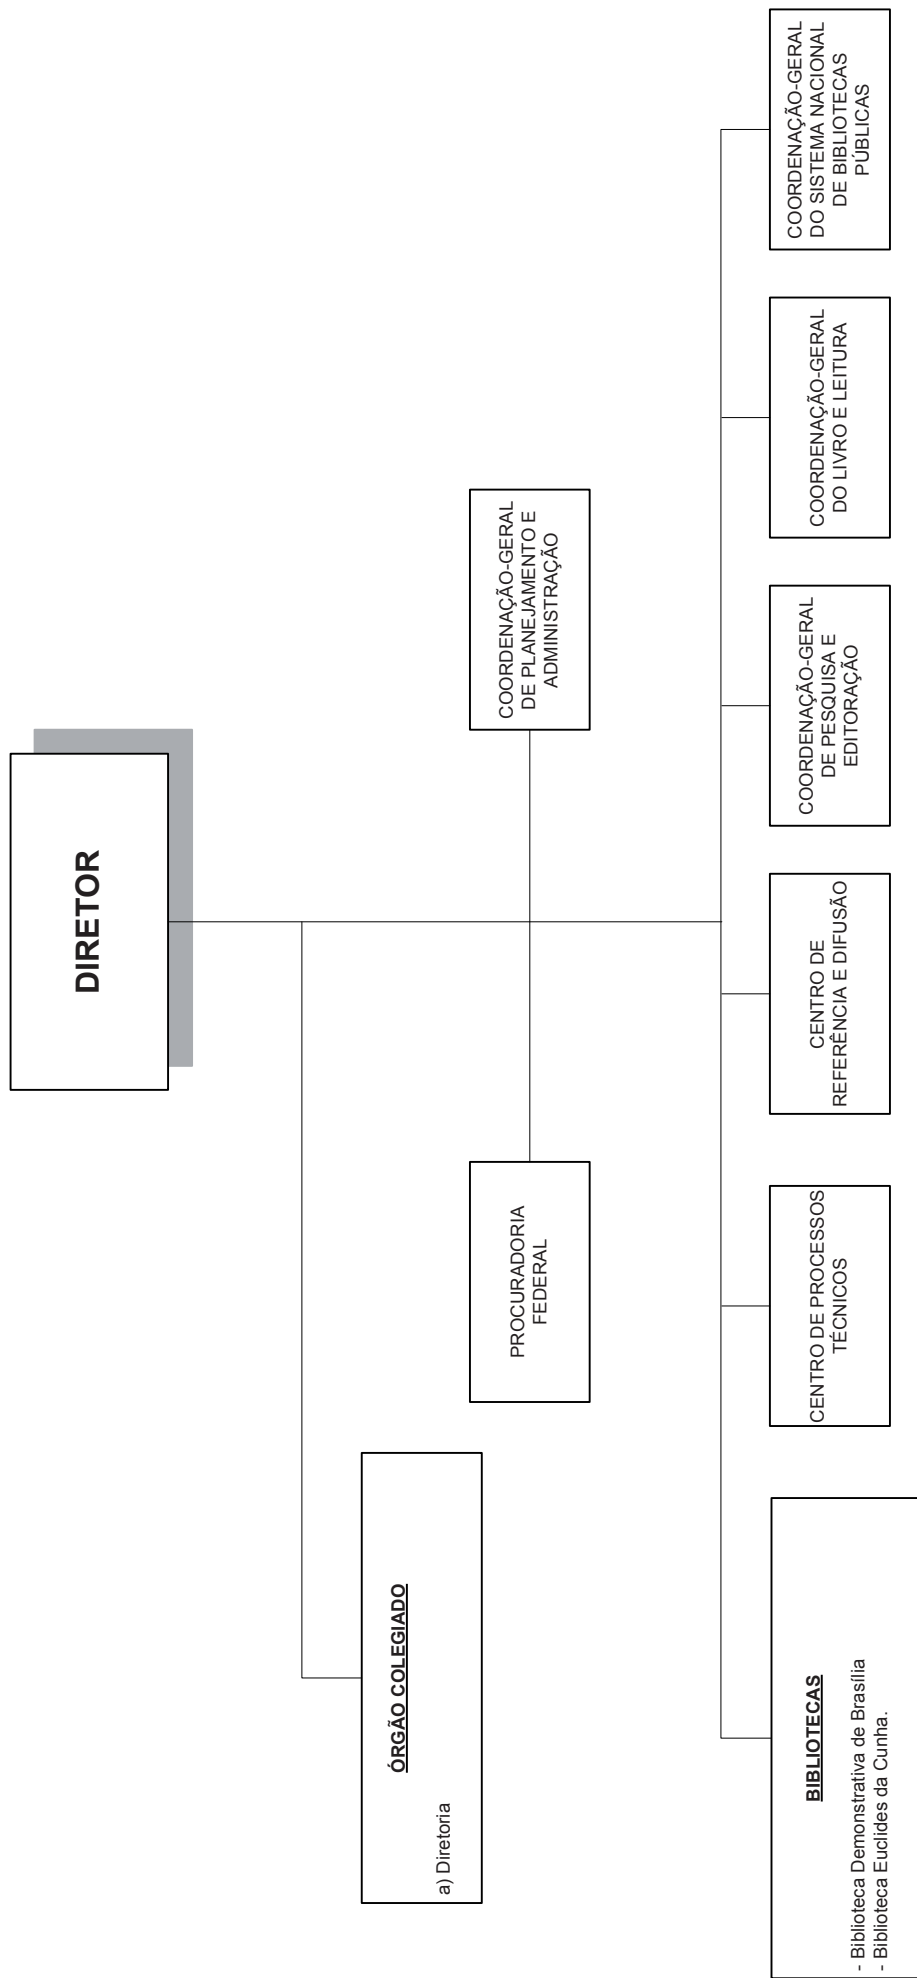 DIRETOR
ÓRGÃO COLEGIADO
a) Diretoria
PROCURADORIA
FEDERAL
COORDENAÇÃO-GERAL
DE PLANEJAMENTO E
ADMINISTRAÇÃO
BIBLIOTECAS
- Biblioteca Demonstrativa de Brasília
- Biblioteca Euclides da Cunha.
CENTRO DE PROCESSOS
TÉCNICOS
CENTRO DE
REFERÊNCIA E DIFUSÃO
COORDENAÇÃO-GERAL
DE PESQUISA E
EDITORAÇÃO
COORDENAÇÃO-GERAL
DO LIVRO E LEITURA
COORDENAÇÃO-GERAL
DO SISTEMA NACIONAL
DE BIBLIOTECAS
PÚBLICAS